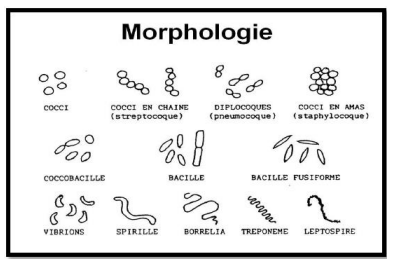 Morphologie
COCCI
COCCI EN CHAINE
(streptocoque)
DIPLOCOQUES
(pneumocoque)
COCCI EN AMAS
(staphylocoque)
COCCOBACILLE
BACILLE
BACILLE FUSIFORME
VIBRIONS
SPIRILLE
BORRELIA
TREPONEME
LEPTOSPIRE